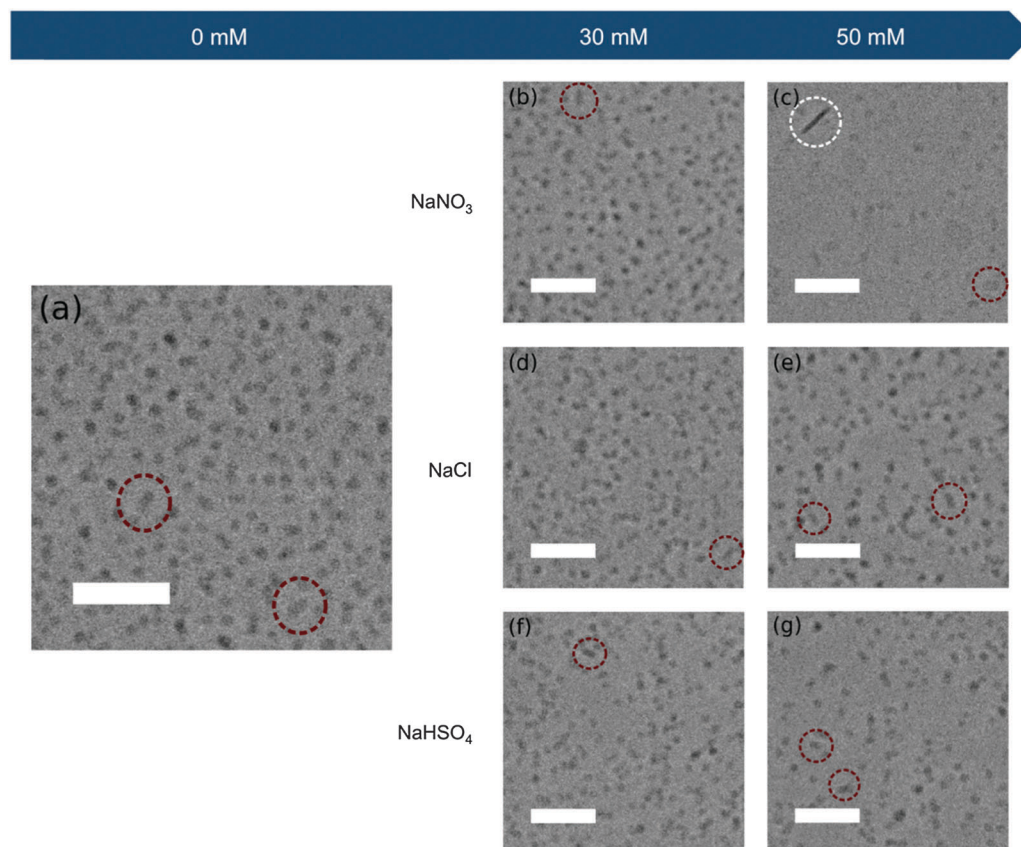 0 mM 30 mM 50 mM
(b) (c)
NaNO₃
(a)
(d) (e)
NaCl
(f) (g)
NaHSO₄